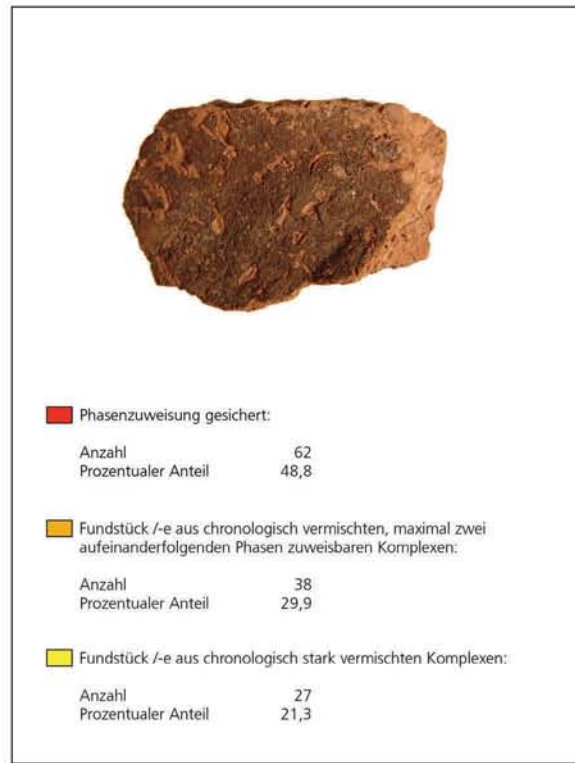 Phasenzuweisung gesichert:
Anzahl 62
Prozentualer Anteil 48,8
Fundstück /-e aus chronologisch vermischten, maximal zwei
aufeinanderfolgenden Phasen zuweisbaren Komplexen:
Anzahl 38
Prozentualer Anteil 29,9
Fundstück /-e aus chronologisch stark vermischten Komplexen:
Anzahl 27
Prozentualer Anteil 21,3